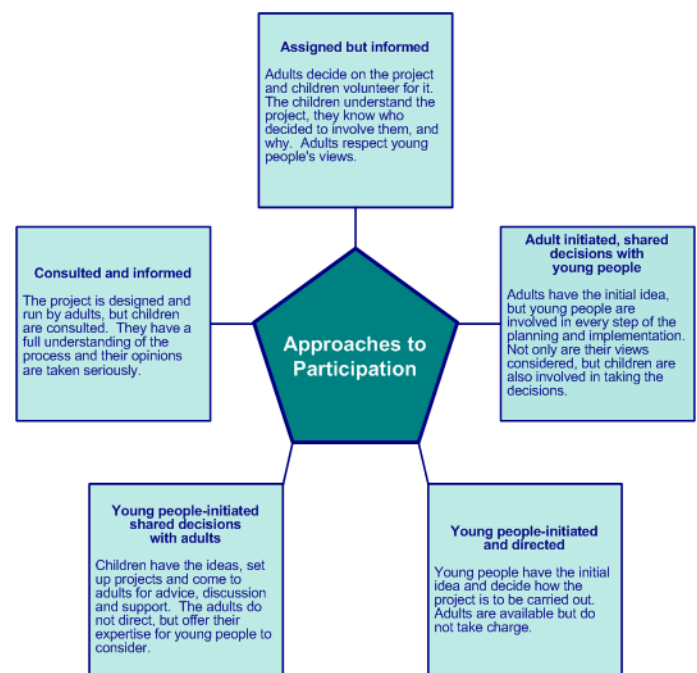 Assigned but informed
Adults decide on the project
and children volunteer for it.
The children understand the
project, they know who
decided to involve them, and
why.  Adults respect young
people's views.
Consulted and informed
The project is designed and
run by adults, but children
are consulted.  They have a
full understanding of the
process and their opinions
are taken seriously.
Approaches to
Participation
Adult initiated, shared
decisions with
young people
Adults have the initial idea,
but young people are
involved in every step of the
planning and implementation.
Not only are their views
considered, but children are
also involved in taking the
decisions.
Young people-initiated
shared decisions
with adults
Children have the ideas, set
up projects and come to
adults for advice, discussion
and support.  The adults do
not direct, but offer their
expertise for young people to
consider.
Young people-initiated
and directed
Young people have the initial
idea and decide how the
project is to be carried out.
Adults are available but do
not take charge.